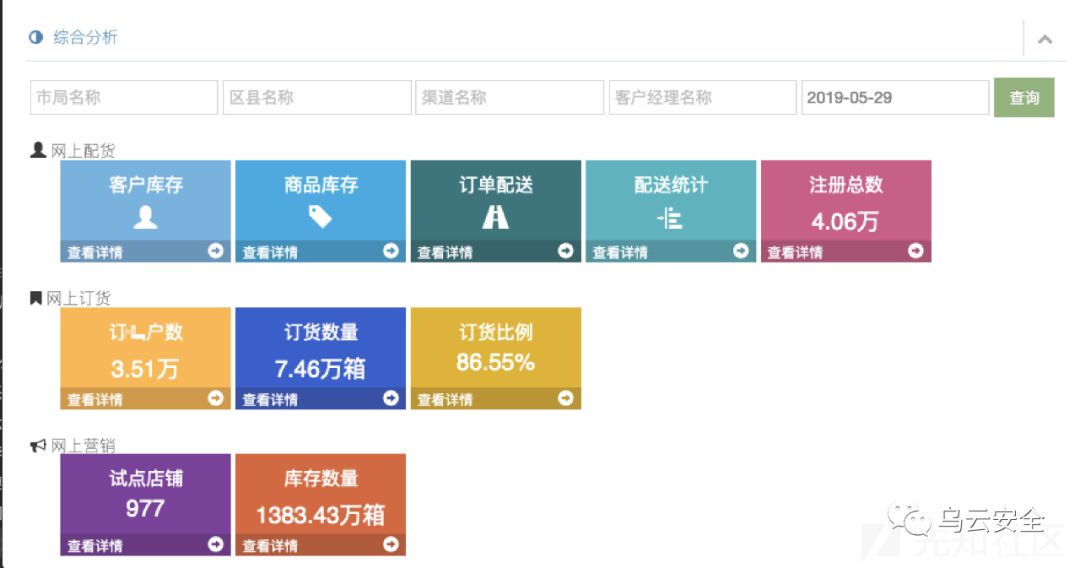 综合分析
市局名称 区县名称 渠道名称 客户经理名称 2019-05-29 查询
网上配货
客户库存 商品库存 订单配送 配送统计 注册总数
4.06万
查看详情 查看详情 查看详情 查看详情 查看详情
网上订货
订 户数 订货数量 订货比例
3.51万 7.46万箱 86.55%
查看详情 查看详情 查看详情
网上营销
试点店铺 库存数量
977 1383.43万箱
查看详情 查看详情
乌云安全
先知社区